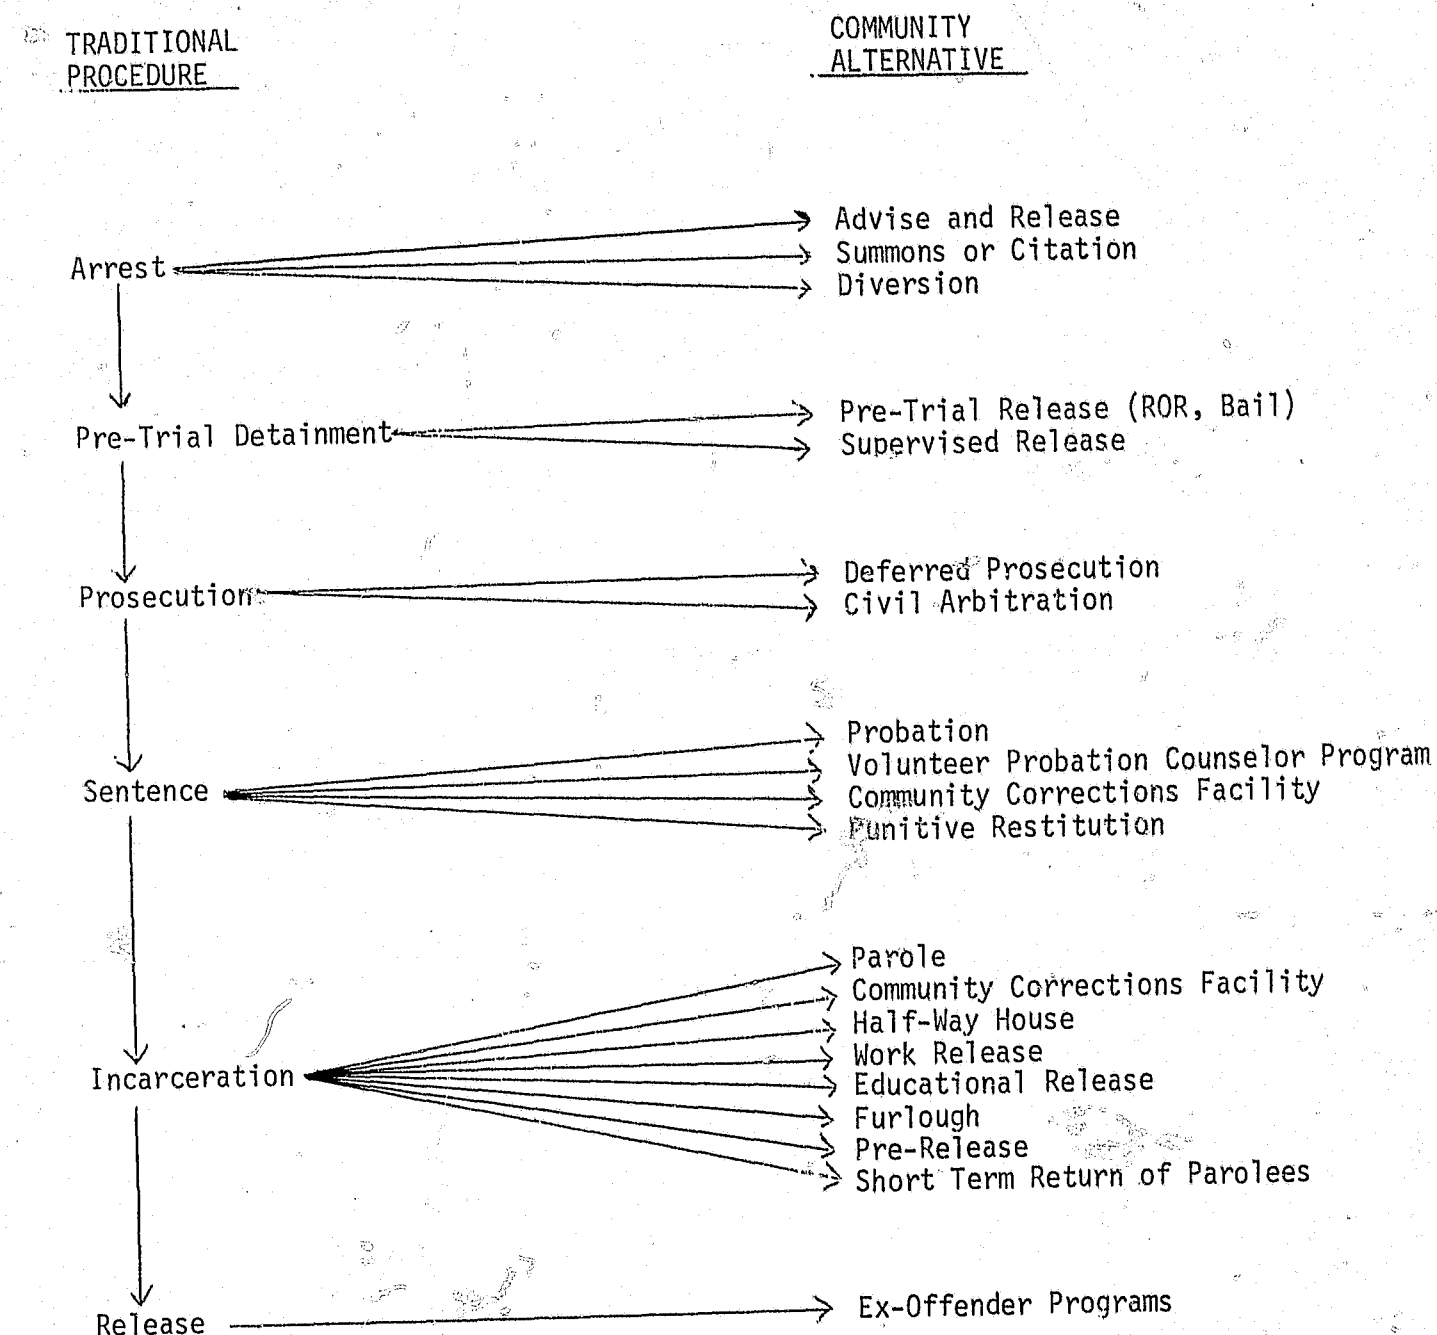 TRADITIONAL
PROCEDURE
COMMUNITY
ALTERNATIVE
Arrest
Advise and Release
Summons or Citation
Diversion
Pre-Trial Detainment
Pre-Trial Release (ROR, Bail)
Supervised Release
Prosecution
Deferred Prosecution
Civil Arbitration
Sentence
Probation
Volunteer Probation Counselor Program
Community Corrections Facility
Punitive Restitution
Incarceration
Parole
Community Corrections Facility
Half-Way House
Work Release
Educational Release
Furlough
Pre-Release
Short Term Return of Parolees
Release
Ex-Offender Programs